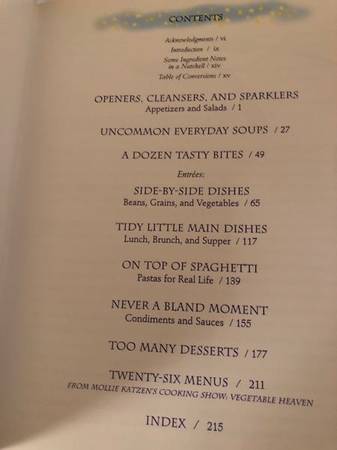 CONTENTS
Acknowledgments / vi
Introduction / ix
Some Ingredient Notes
in a Nutshell / xiv
Table of Conversions / xv
OPENERS, CLEANSERS, AND SPARKLERS
Appetizers and Salads / 1
UNCOMMON EVERYDAY SOUPS / 27
A DOZEN TASTY BITES / 49
Entrées:
SIDE-BY-SIDE DISHES
Beans, Grains, and Vegetables / 65
TIDY LITTLE MAIN DISHES
Lunch, Brunch, and Supper / 117
ON TOP OF SPAGHETTI
Pastas for Real Life / 139
NEVER A BLAND MOMENT
Condiments and Sauces / 155
TOO MANY DESSERTS / 177
TWENTY-SIX MENUS / 211
FROM MOLLIE KATZEN'S COOKING SHOW: VEGETABLE HEAVEN
INDEX / 215